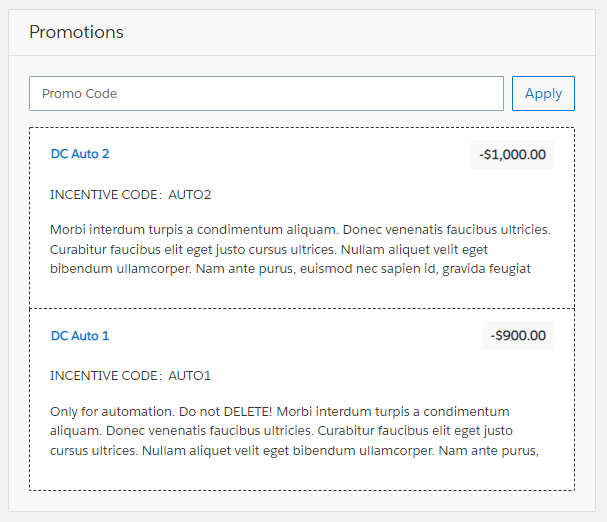 Promotions
Promo Code
Apply
DC Auto 2
-$1,000.00
INCENTIVE CODE: AUTO2
Morbi interdum turpis a condimentum aliquam. Donec venenatis faucibus ultricies.
Curabitur faucibus elit eget justo cursus ultrices. Nullam aliquet velit eget
bibendum ullamcorper. Nam ante purus, euismod nec sapien id, gravida feugiat
DC Auto 1
-$900.00
INCENTIVE CODE: AUTO1
Only for automation. Do not DELETE! Morbi interdum turpis a condimentum
aliquam. Donec venenatis faucibus ultricies. Curabitur faucibus elit eget justo
cursus ultrices. Nullam aliquet velit eget bibendum ullamcorper. Nam ante purus,